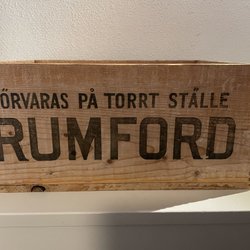 FÖRVARAS PÅ TORRT STÄLLE
RUMFORD